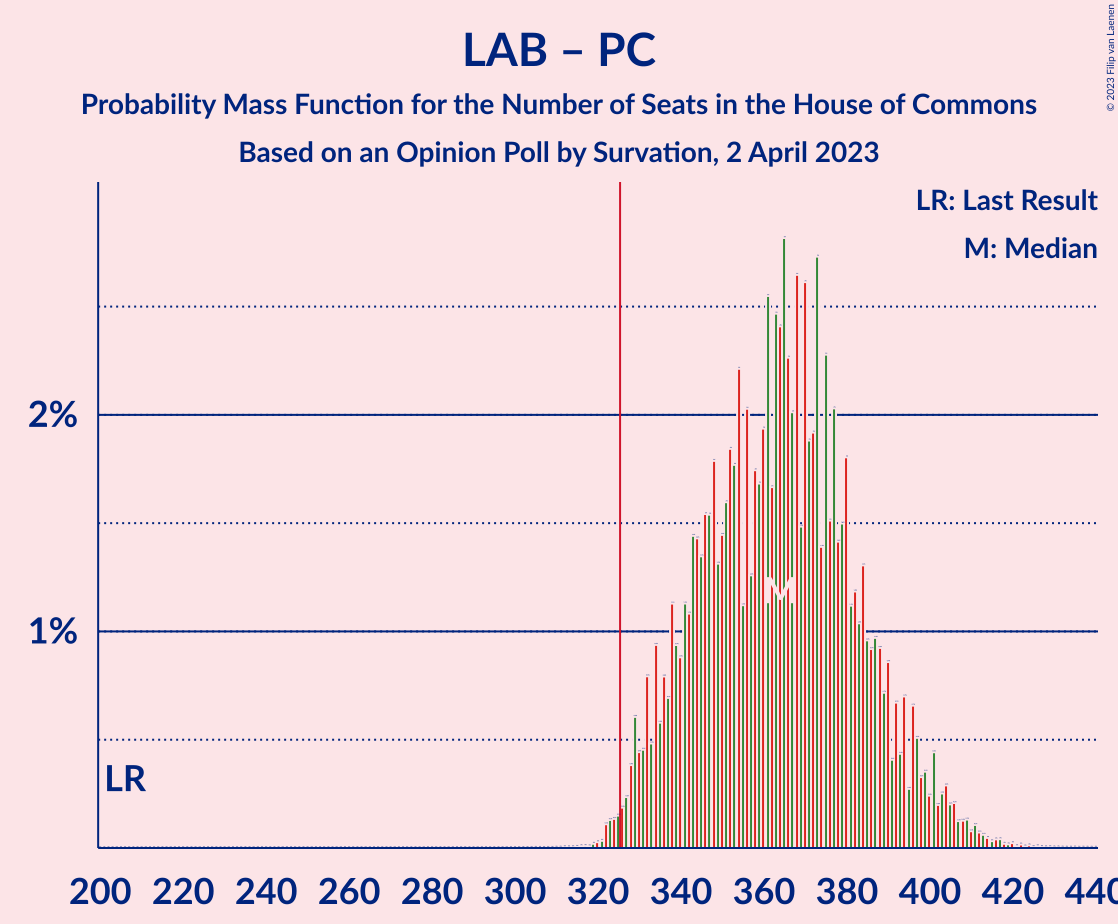 LAB – PC
Probability Mass Function for the Number of Seats in the House of Commons
Based on an Opinion Poll by Survation, 2 April 2023
© 2023 Filip van Laenen
LR: Last Result
M: Median
2%
1%
LR
M
200 220 240 260 280 300 320 340 360 380 400 420 440